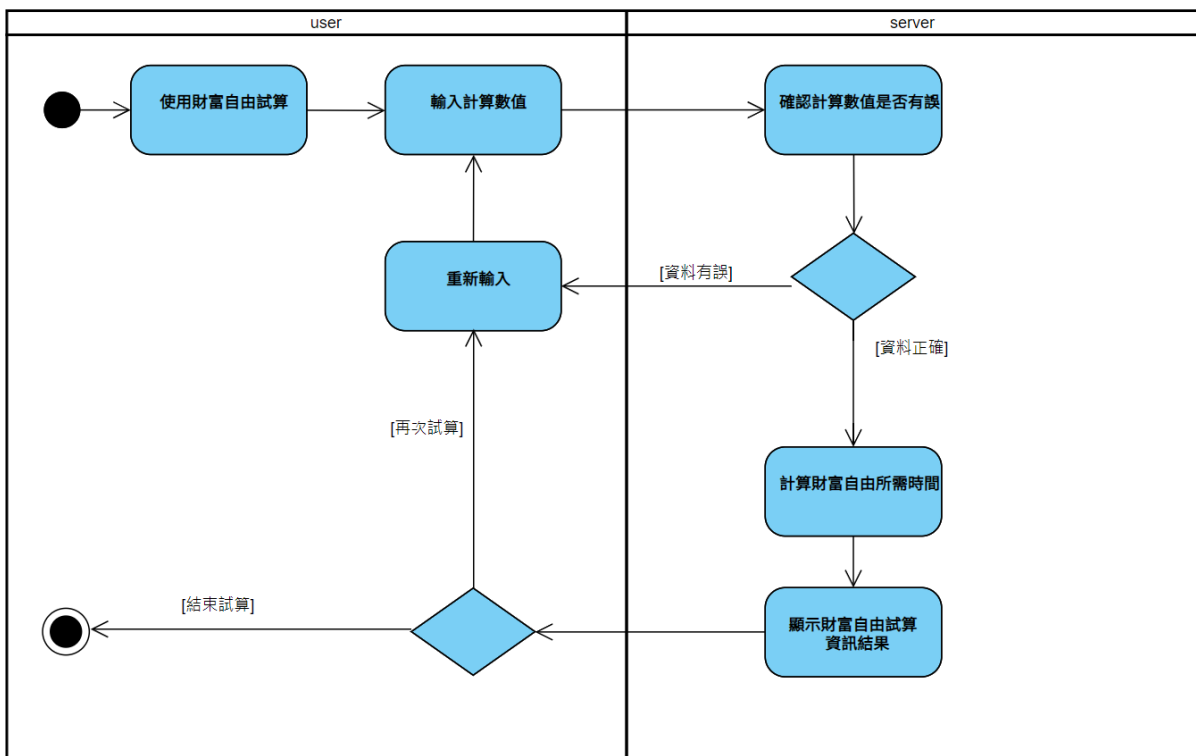 user
server
使用財富自由試算
輸入計算數值
確認計算數值是否有誤
[資料有誤]
重新輸入
[資料正確]
[再次試算]
計算財富自由所需時間
[結束試算]
顯示財富自由試算
資訊結果